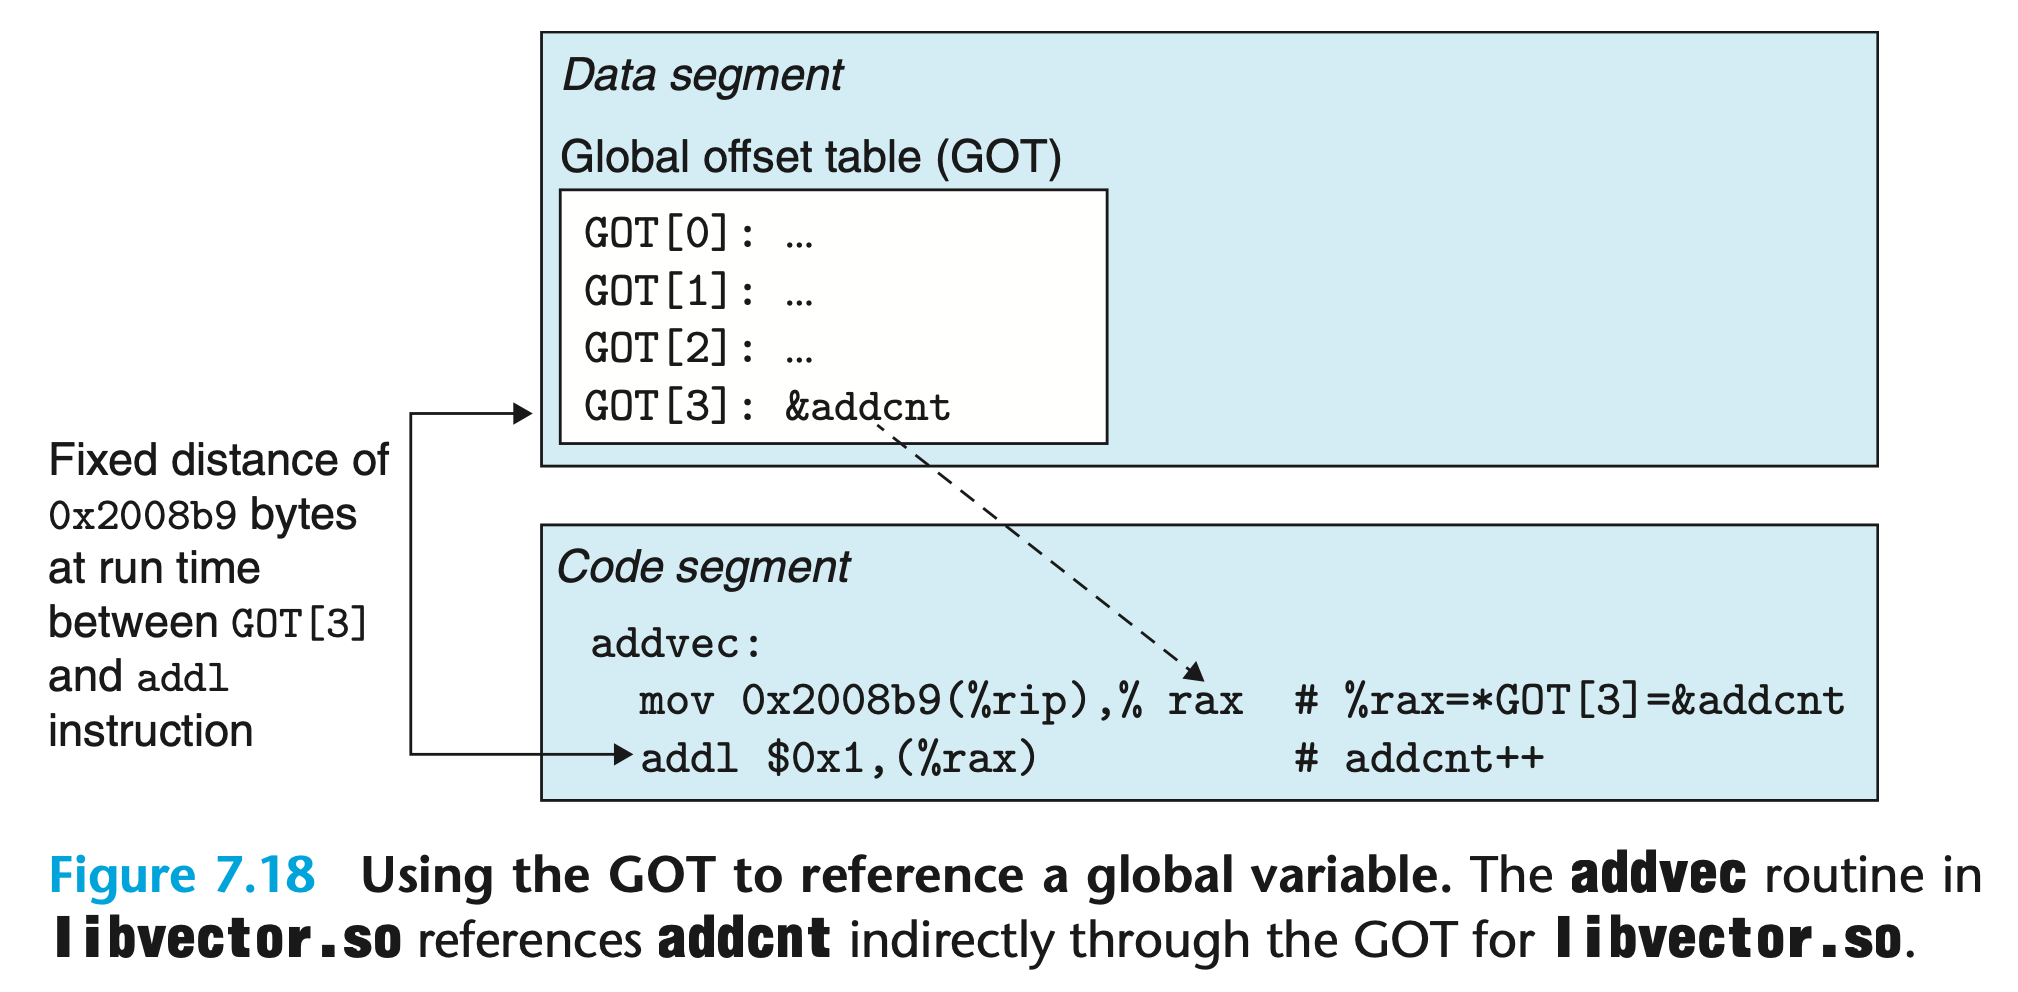 Data segment
Global offset table (GOT)
GOT[0]: …
GOT[1]: …
GOT[2]: …
GOT[3]: &addcnt
Fixed distance of
0x2008b9 bytes
at run time
between GOT[3]
and addl
instruction
Code segment
addvec:
mov 0x2008b9(%rip),% rax # %rax=*GOT[3]=&addcnt
addl $0x1,(%rax) # addcnt++
Figure 7.18 Using the GOT to reference a global variable. The addvec routine in
libvector.so references addcnt indirectly through the GOT for libvector.so.